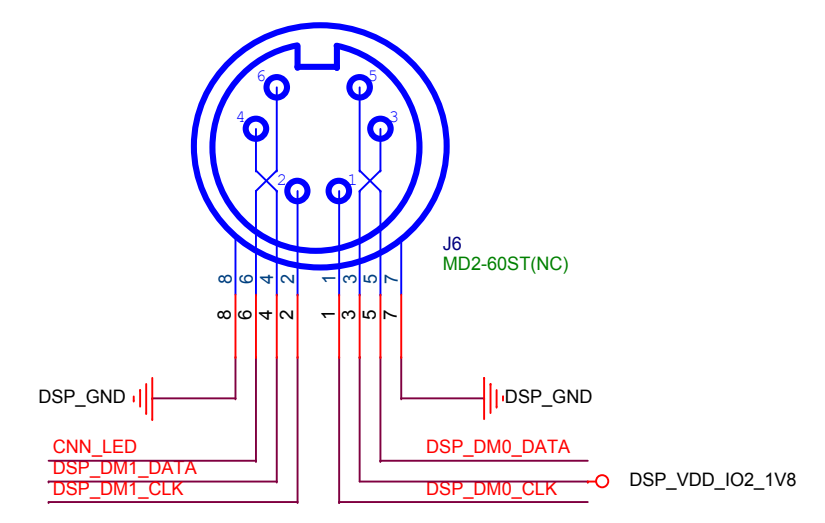 6 5
4 3
2 1
J6
MD2-60ST(NC)
8 6 4 2 1 3 5 7
8 6 4 2 1 3 5 7
DSP_GND DSP_GND
CNN_LED DSP_DM0_DATA
DSP_DM1_DATA DSP_VDD_IO2_1V8
DSP_DM1_CLK DSP_DM0_CLK